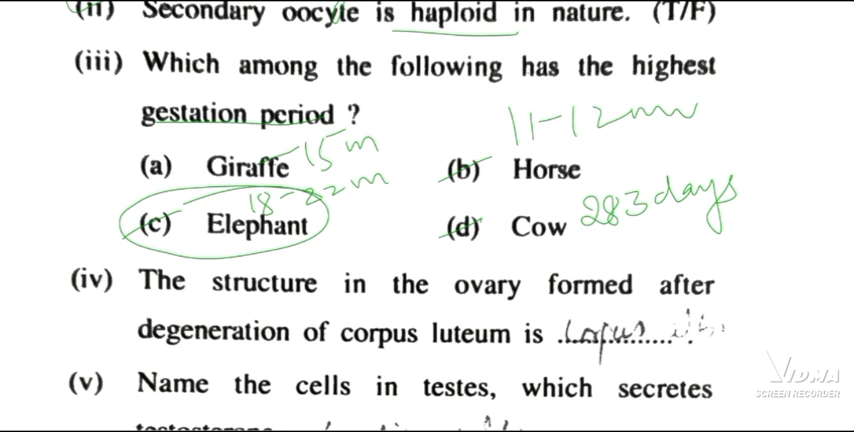 (ii) Secondary oocyte is haploid in nature. (T/F)
(iii) Which among the following has the highest
gestation period ?
11-12m
(a) Giraffe 15m
(b) Horse
18-22m
(c) Elephant
(d) Cow 283 days
(iv) The structure in the ovary formed after
degeneration of corpus luteum is Corpus
(v) Name the cells in testes, which secretes
VIDMA
SCREEN RECORDER